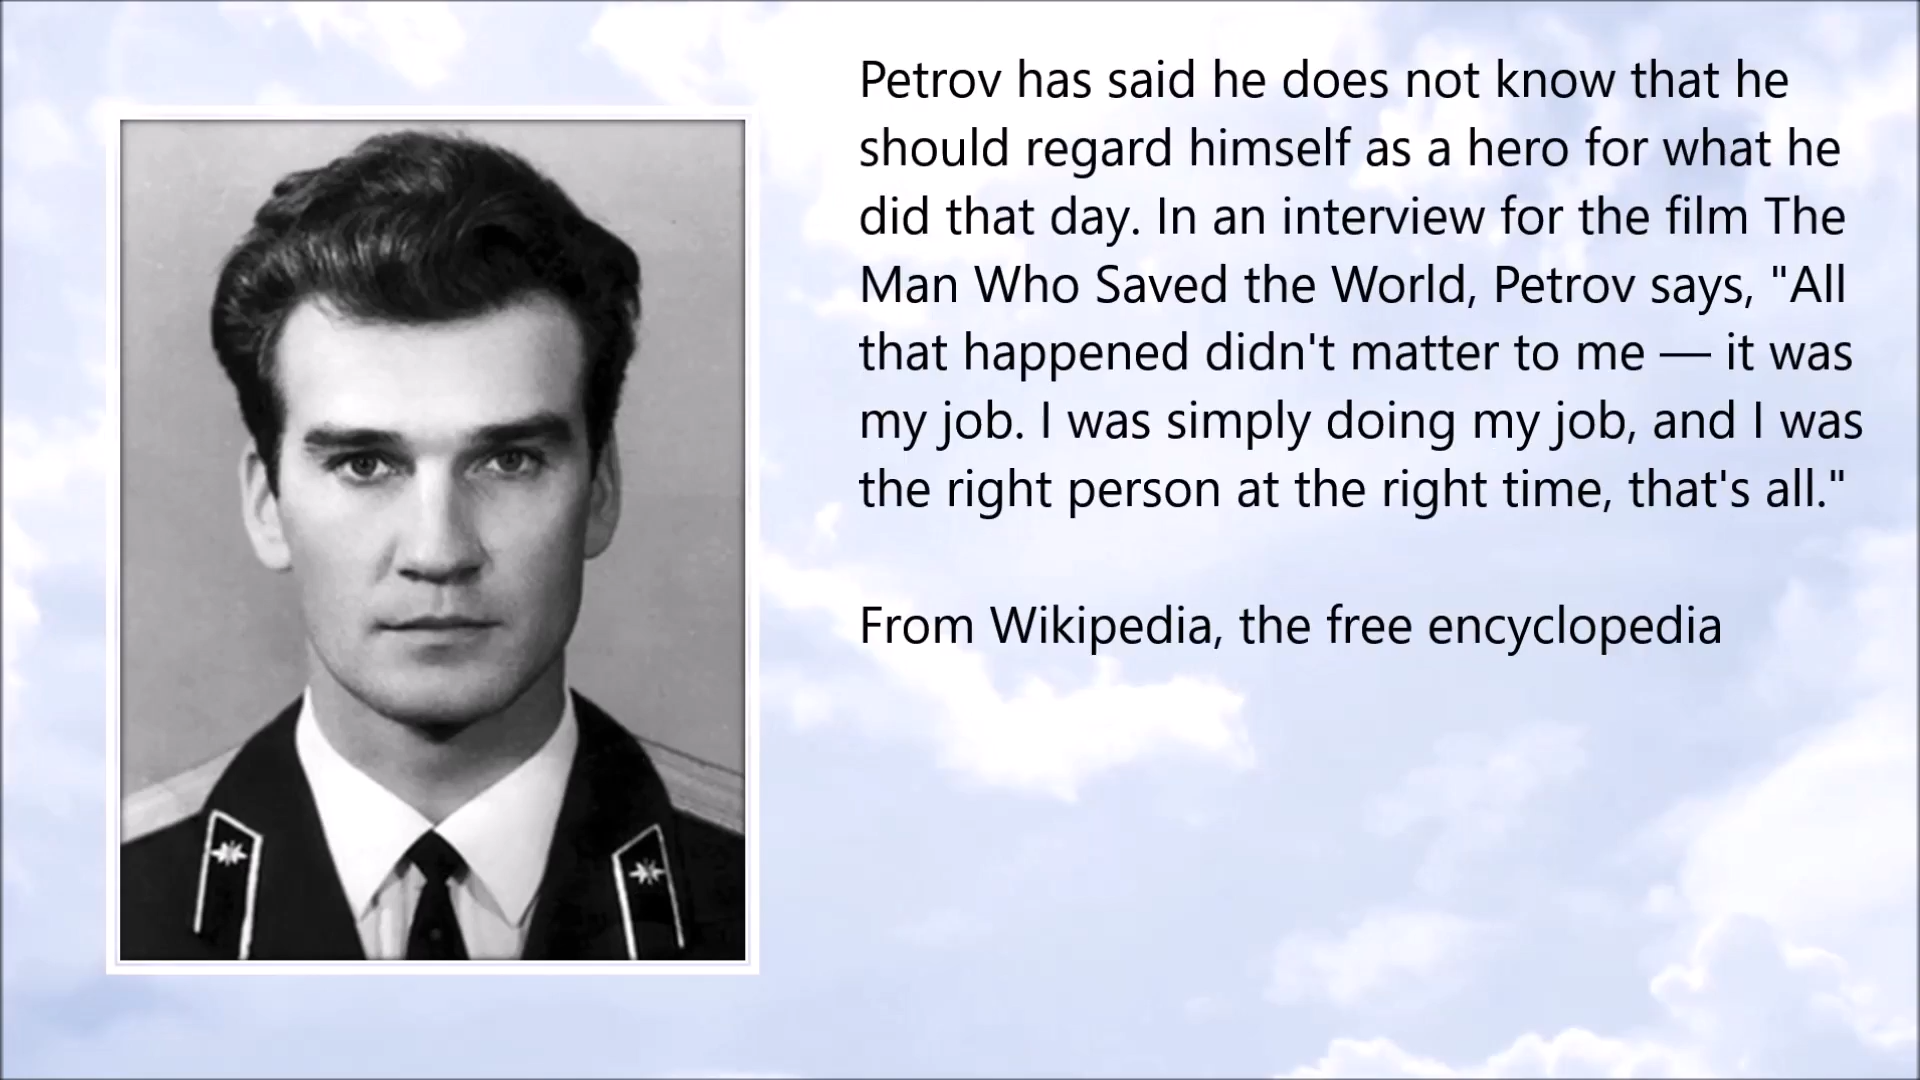 Petrov has said he does not know that he
should regard himself as a hero for what he
did that day. In an interview for the film The
Man Who Saved the World, Petrov says, "All
that happened didn't matter to me — it was
my job. I was simply doing my job, and I was
the right person at the right time, that's all."
From Wikipedia, the free encyclopedia